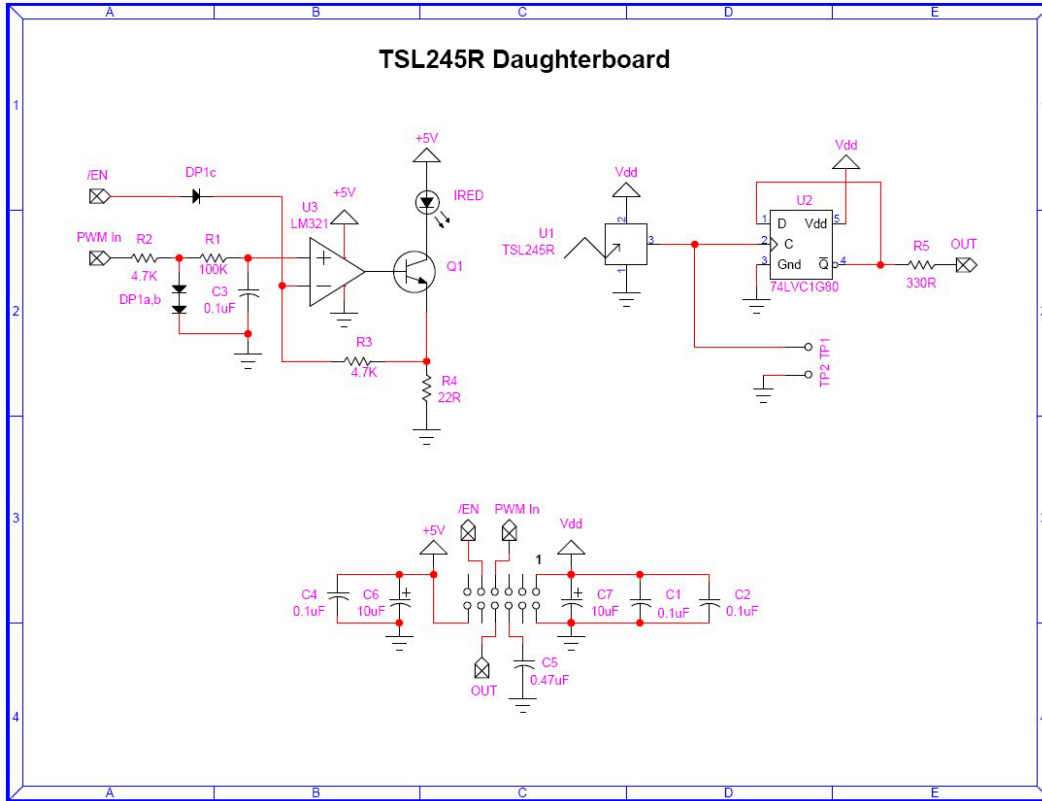 A B C D E
TSL245R Daughterboard
1
+5V
/EN
DP1c
Vdd
Vdd
+5V
IRED
U3
LM321
U2
2
1 D Vdd 5
PWM In
R2
R1
U1
TSL245R
3
2 C
4.7K
100K
Q1
3 Gnd Q 4
R5
OUT
DP1a,b
C3
0.1uF
1
74LVC1G80
330R
2
2
R3
4.7K
TP1
TP2
R4
22R
3
3
/EN
PWM In
+5V
Vdd
1
C4
0.1uF
C6
10uF
C7
10uF
C1
0.1uF
C2
0.1uF
OUT
C5
0.47uF
4
4
A B C D E